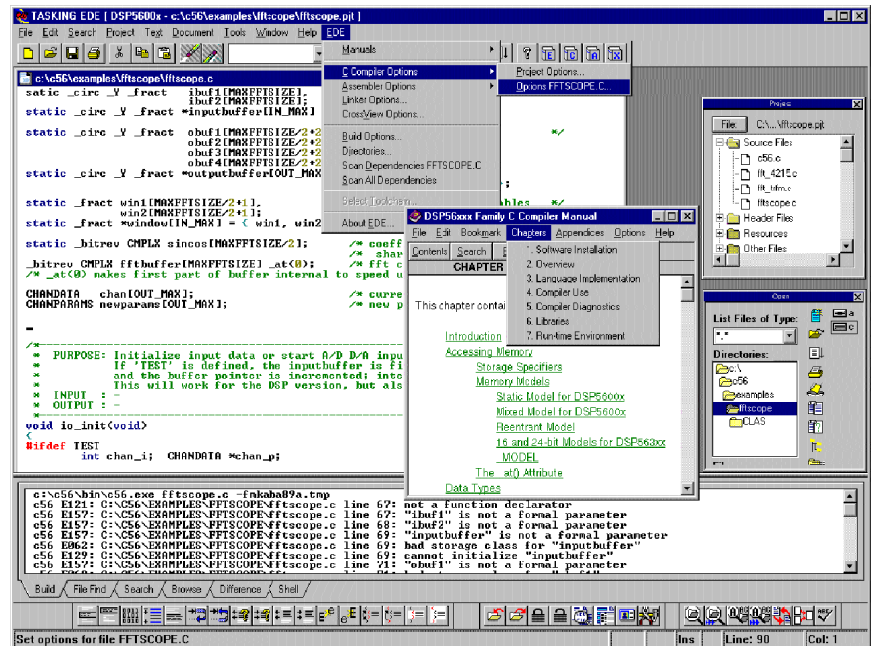 TASKING EDE [ DSP5600x - c:\c56\examples\fftscope\fftscope.pjt ]
File Edit Search Project Text Document Tools Window Help EDE
c:\c56\examples\fftscope\fftscope.c
satic _circ _Y _fract ibuf1[MAXFFTSIZE],
ibuf2[MAXFFTSIZE];
static _circ _Y _fract *inputbuffer[IN_MAX]
static _circ _Y _fract obuf1[MAXFFTSIZE/2+2
obuf2[MAXFFTSIZE/2+2
obuf3[MAXFFTSIZE/2+2
obuf4[MAXFFTSIZE/2+2
static _circ _Y _fract *outputbuffer[OUT_MAX
static _fract win1[MAXFFTSIZE/2+1],
win2[MAXFFTSIZE/2+1];
static _fract *window[IN_MAX] = { win1, win2
static _bitrev CMPLX sincos[MAXFFTSIZE/2]; /* coeff
/* shar
_bitrev CMPLX fftbuf[MAXFFTSIZE] _at(0); /* fft c
/* _at(0) makes first part of buffer internal to speed u
CHANDATA chan[OUT_MAX]; /* curre
CHANPARAMS newparams[OUT_MAX]; /* new p
/*
* PURPOSE: Initialize input data or start A/D D/A inpu
* If 'TEST' is defined, the inputbuffer is fi
* and the buffer pointer is incremented; inte
* This will work for the DSP version, but als
* INPUT : -
* OUTPUT : -
*
void io_init(void)
{
#ifdef TEST
int chan_i; CHANDATA *chan_p;
*/
;
ables */
Manuals
C Compiler Options
Assembler Options
Linker Options...
CrossView Options...
Build Options...
Directories...
Scan Dependencies FFTSCOPE.C
Scan All Dependencies
Select Toolchain...
About EDE...
Project Options...
Options FFTSCOPE.C...
Project
File: C:\...\fftscope.pjt
Source Files
c56.c
fft_4215.c
fftscope.c
Header Files
Resources
Other Files
DSP56xxx Family C Compiler Manual
File Edit Bookmark Chapters Appendices Options Help
Contents Search
CHAPTER
This chapter contai
1. Software Installation
2. Overview
3. Language Implementation
4. Compiler Use
5. Compiler Diagnostics
6. Libraries
7. Run-time Environment
Introduction
Accessing Memory
Storage Specifiers
Memory Models
Static Model for DSP5600x
Mixed Model for DSP5600x
Reentrant Model
16 and 24-bit Models for DSP563xx
_MODEL
The _at() Attribute
Data Types
Open
List Files of Type:
*.*
a
c
Directories:
c:\
c56
examples
fftscope
CLAS
c:\c56\bin\c56.exe fftscope.c -fmkaba89a.tmp
c56 E121: C:\C56\EXAMPLES\FFTSCOPE\fftscope.c line 67: not a function declarator
c56 E157: C:\C56\EXAMPLES\FFTSCOPE\fftscope.c line 67: "ibuf1" is not a formal parameter
c56 E157: C:\C56\EXAMPLES\FFTSCOPE\fftscope.c line 68: "ibuf2" is not a formal parameter
c56 E157: C:\C56\EXAMPLES\FFTSCOPE\fftscope.c line 69: "inputbuffer" is not a formal parameter
c56 E062: C:\C56\EXAMPLES\FFTSCOPE\fftscope.c line 69: bad storage class for "inputbuffer"
c56 E129: C:\C56\EXAMPLES\FFTSCOPE\fftscope.c line 69: cannot initialize "inputbuffer"
c56 E157: C:\C56\EXAMPLES\FFTSCOPE\fftscope.c line 71: "obuf1" is not a formal parameter
Build File Find Search Browse Difference Shell
Set options for file FFTSCOPE.C
Ins Line: 90 Col: 1